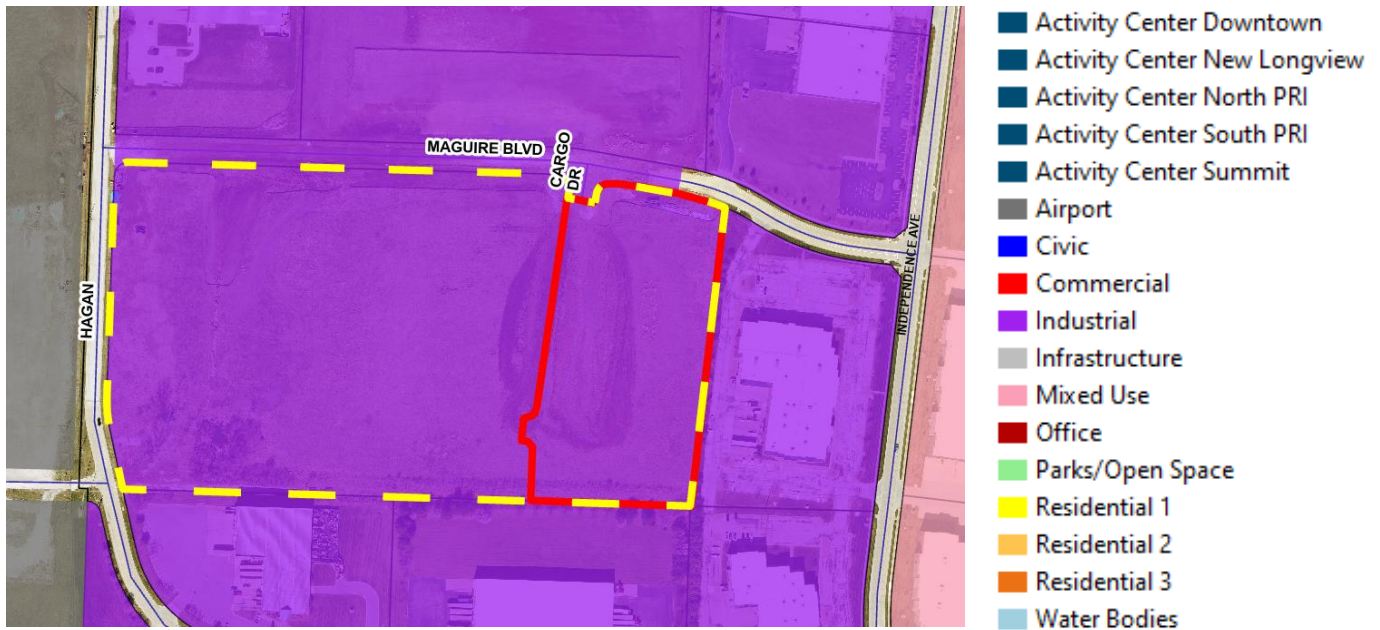 MAGUIRE BLVD
CARGO
DR
HAGAN
INDEPENDENCE AVE
Activity Center Downtown
Activity Center New Longview
Activity Center North PRI
Activity Center South PRI
Activity Center Summit
Airport
Civic
Commercial
Industrial
Infrastructure
Mixed Use
Office
Parks/Open Space
Residential 1
Residential 2
Residential 3
Water Bodies